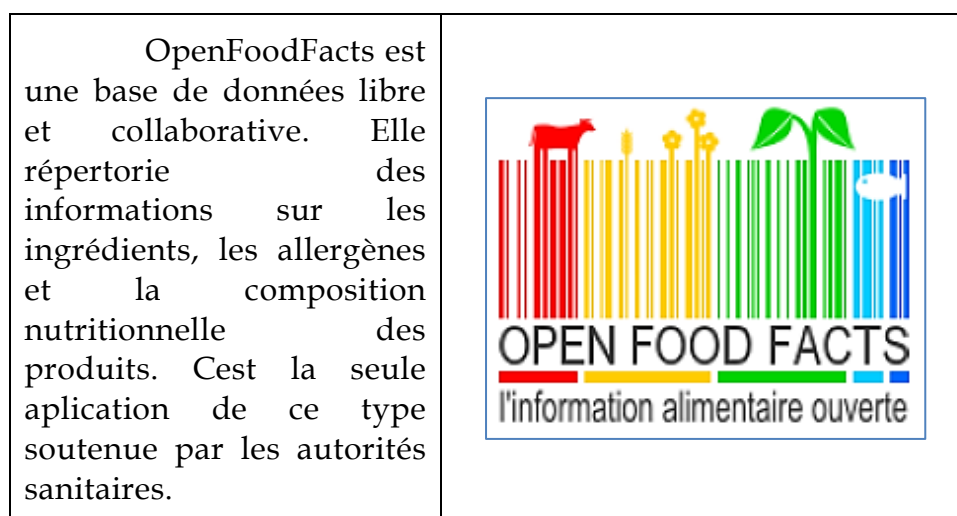 OpenFoodFacts est
une base de données libre
et collaborative. Elle
répertorie des
informations sur les
ingrédients, les allergènes
et la composition
nutritionnelle des
produits. Cest la seule
aplication de ce type
soutenue par les autorités
sanitaires.
OPEN FOOD FACTS
l'information alimentaire ouverte